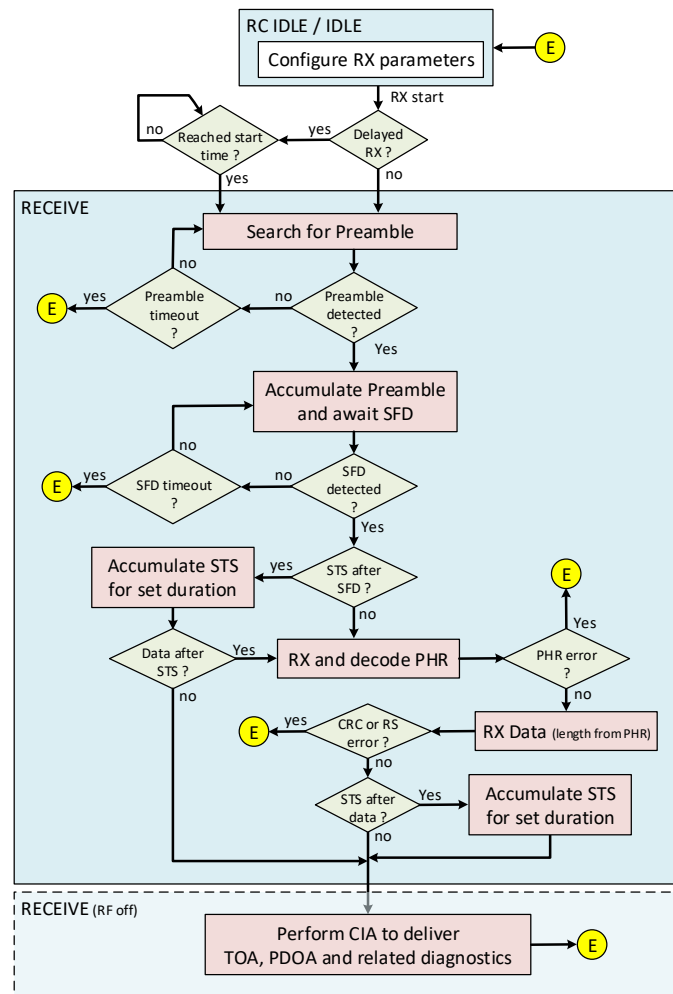 RC IDLE / IDLE
E
Configure RX parameters
RX start
no
Reached start
time ?
yes
Delayed
RX ?
yes
no
RECEIVE
Search for Preamble
no
E
yes
Preamble
timeout
?
no
Preamble
detected
?
Yes
Accumulate Preamble
and await SFD
no
E
yes
SFD timeout
?
no
SFD
detected
?
Yes
Accumulate STS
for set duration
yes
STS after
SFD ?
no
E
Yes
Data after
STS ?
Yes
no
RX and decode PHR
PHR error
?
no
E
yes
CRC or RS
error ?
no
RX Data (length from PHR)
STS after
data ?
Yes
no
Accumulate STS
for set duration
RECEIVE (RF off)
Perform CIA to deliver
TOA, PDOA and related diagnostics
E